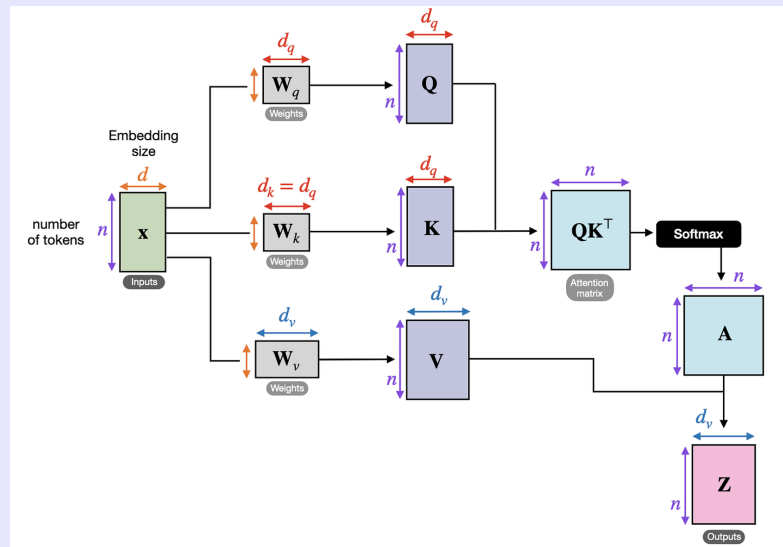 d_q
W_q
Weights
d_q
n
Q
Embedding
size
d
number
of tokens
n
x
Inputs
d_k = d_q
W_k
Weights
d_q
n
K
n
n
QK^⊤
Attention
matrix
Softmax
d_v
W_v
Weights
d_v
n
V
n
n
A
d_v
n
Z
Outputs